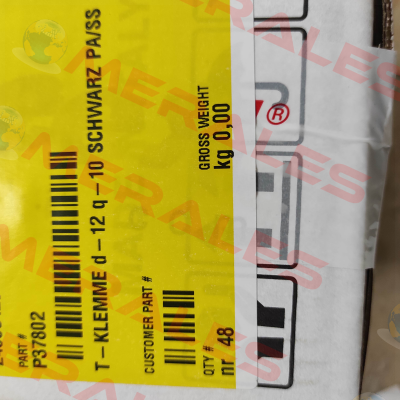 PART #
P37802
T-KLEMME d-12 q-10 SCHWARZ PA/SS
CUSTOMER PART #
QTY #
nr 48
GROSS WEIGHT
kg 0,00
®
MERALES